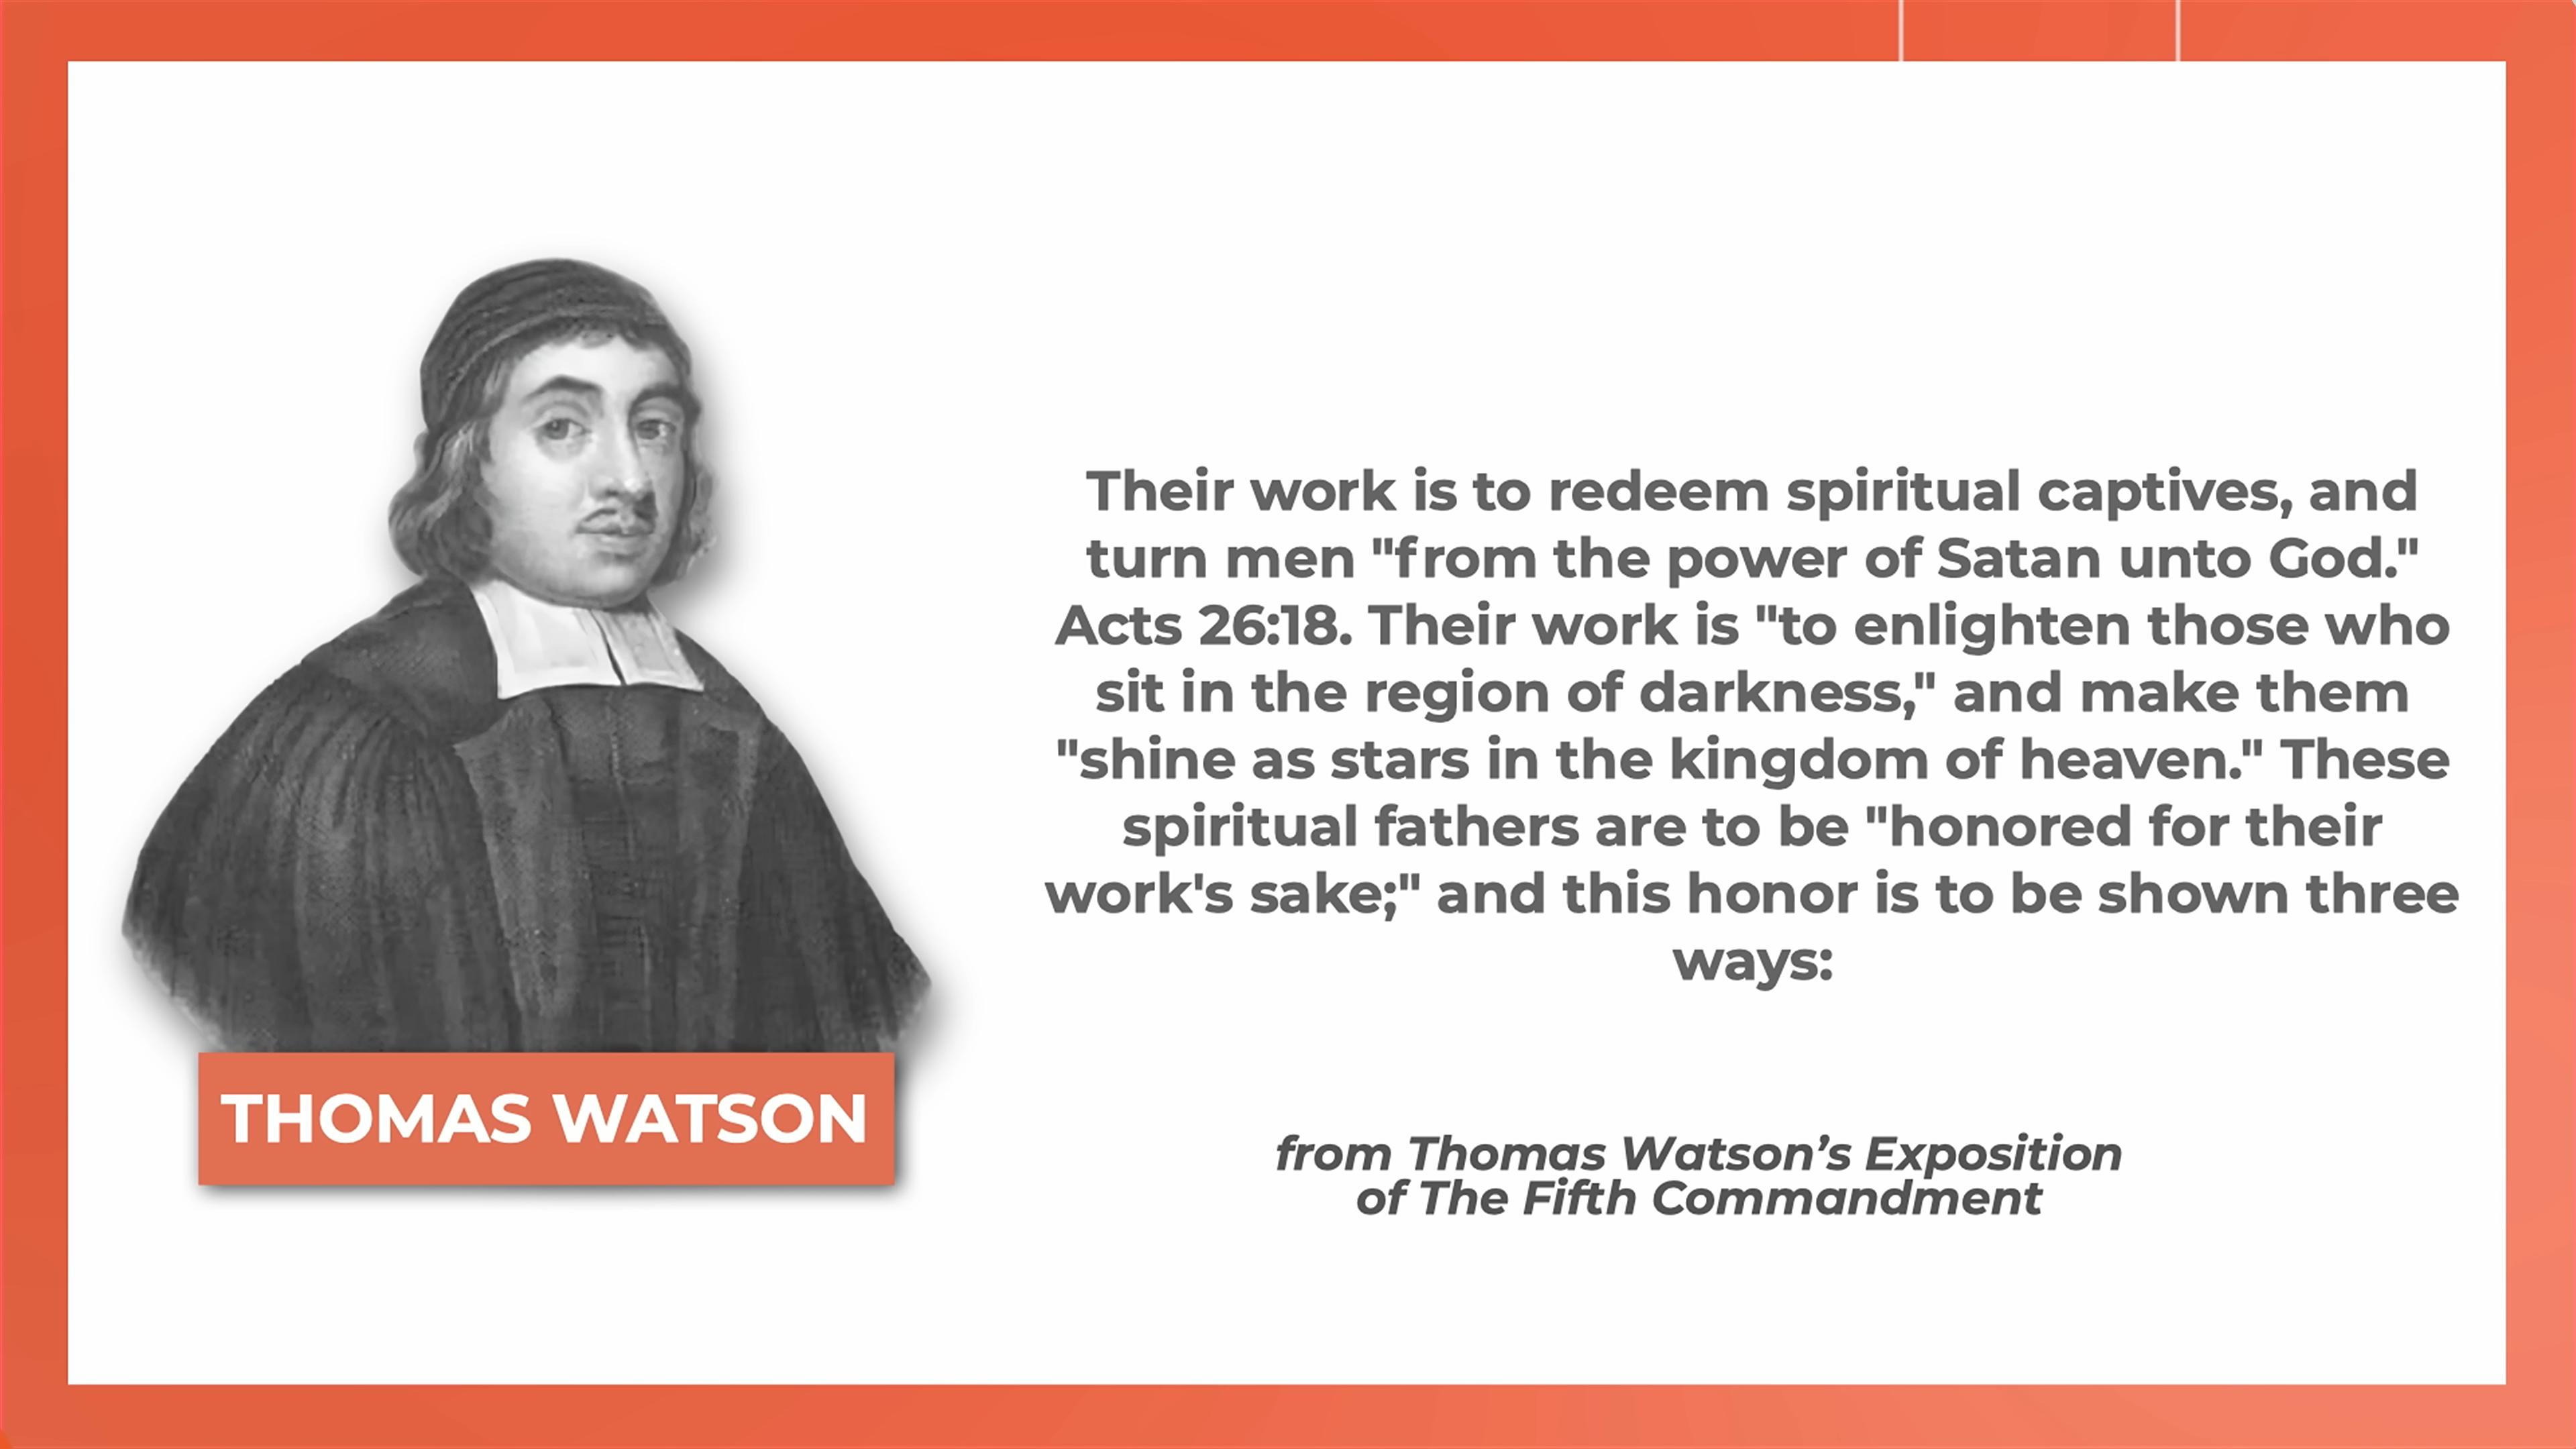 Their work is to redeem spiritual captives, and
turn men "from the power of Satan unto God."
Acts 26:18. Their work is "to enlighten those who
sit in the region of darkness," and make them
"shine as stars in the kingdom of heaven." These
spiritual fathers are to be "honored for their
work's sake;" and this honor is to be shown three
ways:
THOMAS WATSON
from Thomas Watson’s Exposition
of The Fifth Commandment